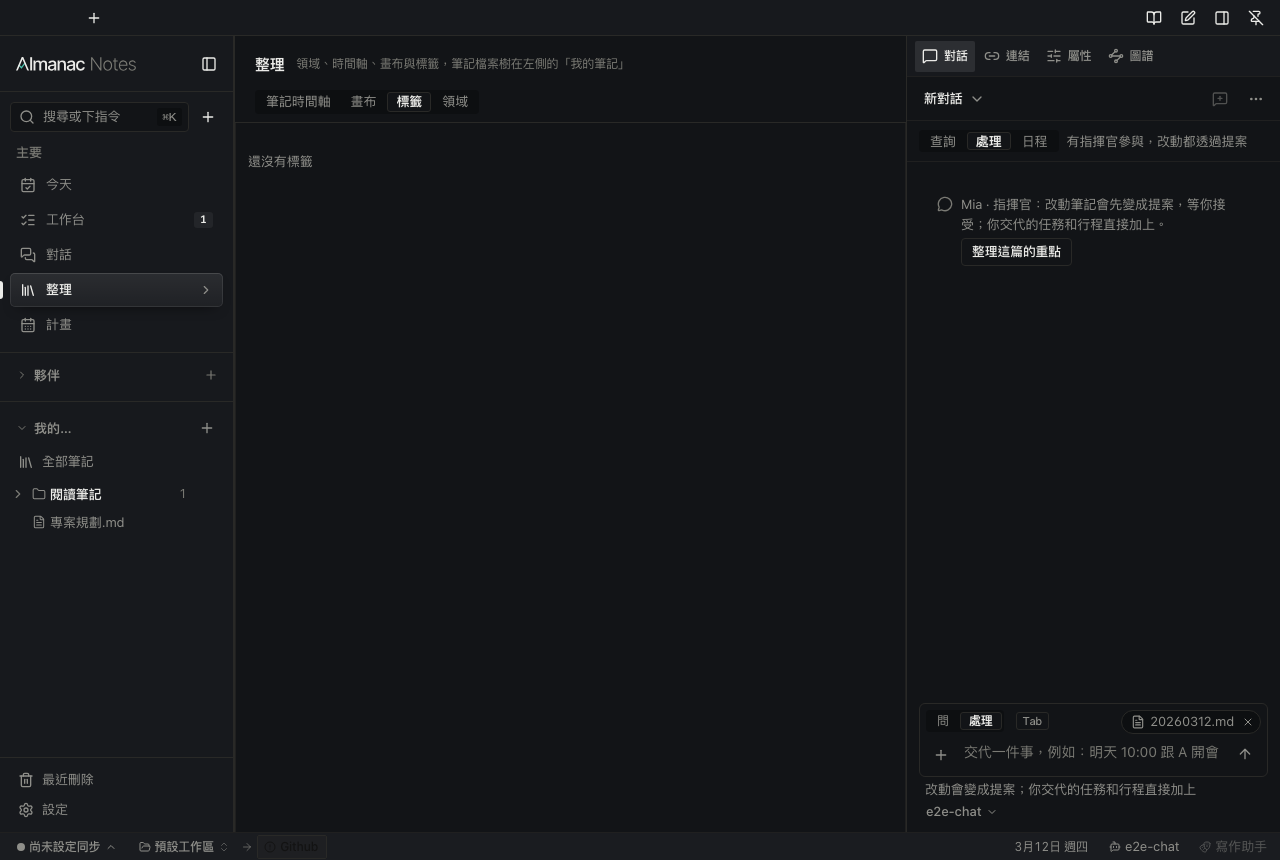 Almanac Notes
搜尋或下指令 ⌘K
主要
今天
工作台 1
對話
整理
計畫
夥伴
我的...
全部筆記
閱讀筆記 1
專案規劃.md
最近刪除
設定
整理 領域、時間軸、畫布與標籤，筆記檔案樹在左側的「我的筆記」
筆記時間軸 畫布 標籤 領域
還沒有標籤
對話 連結 屬性 圖譜
新對話
查詢 處理 日程 有指揮官參與，改動都透過提案
Mia · 指揮官：改動筆記會先變成提案，等你接
受；你交代的任務和行程直接加上。
整理這篇的重點
問 處理 Tab 20260312.md
交代一件事，例如：明天 10:00 跟 A 開會
改動會變成提案；你交代的任務和行程直接加上
e2e-chat
尚未設定同步 預設工作區 Github 3月12日 週四 e2e-chat 寫作助手